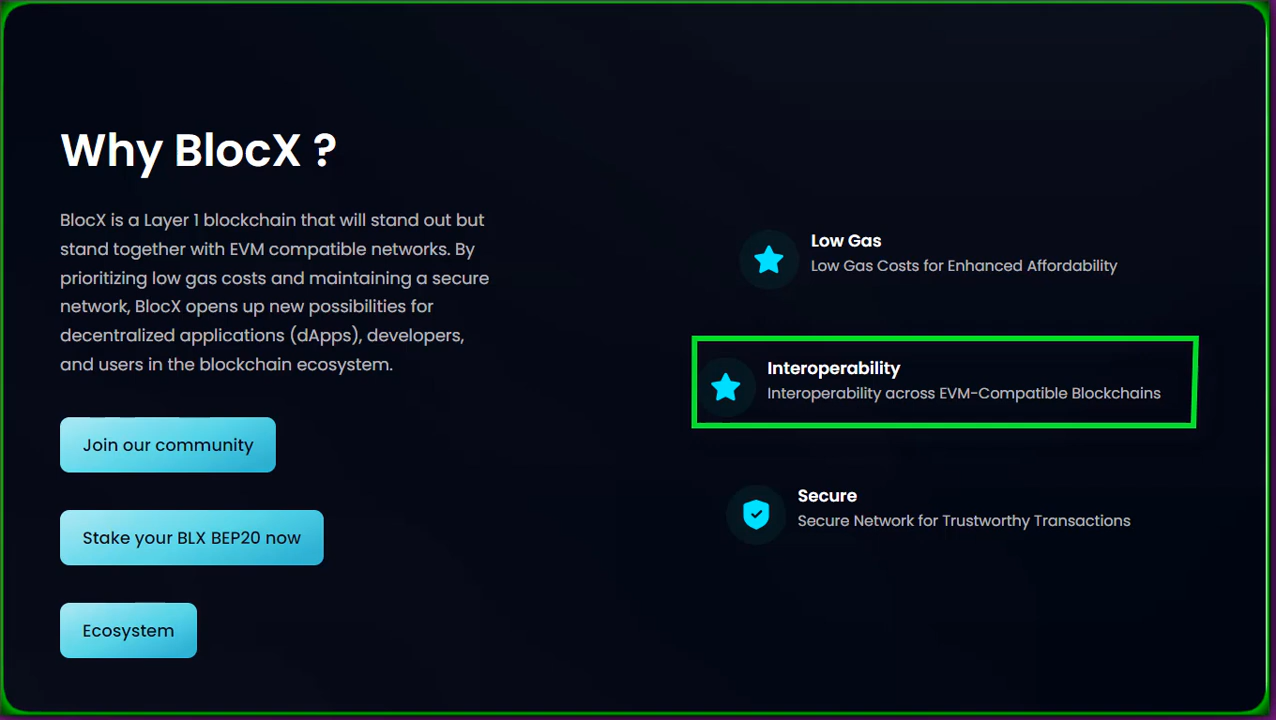 Why BlocX ?
BlocX is a Layer 1 blockchain that will stand out but
stand together with EVM compatible networks. By
prioritizing low gas costs and maintaining a secure
network, BlocX opens up new possibilities for
decentralized applications (dApps), developers,
and users in the blockchain ecosystem.
Join our community
Stake your BLX BEP20 now
Ecosystem
Low Gas
Low Gas Costs for Enhanced Affordability
Interoperability
Interoperability across EVM-Compatible Blockchains
Secure
Secure Network for Trustworthy Transactions